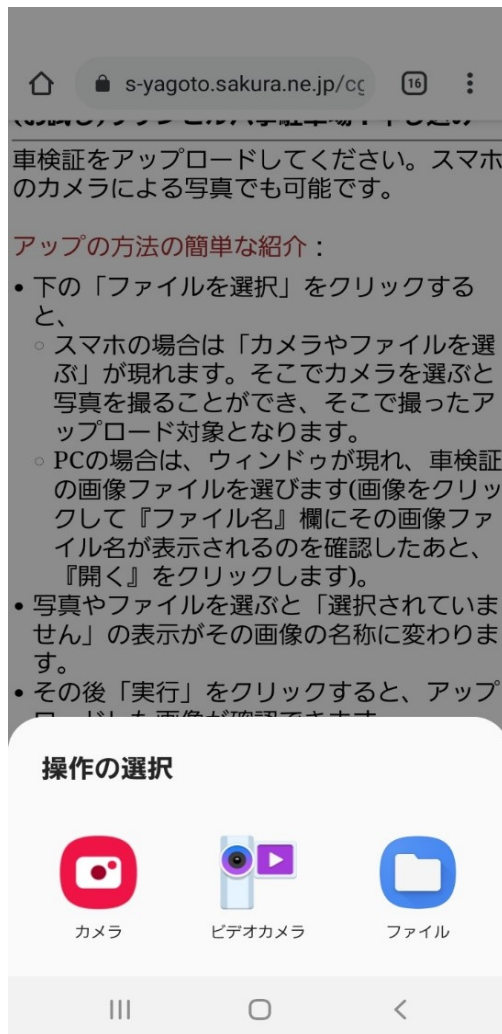 s-yagoto.sakura.ne.jp/cg
16
車検証をアップロードしてください。スマホ
のカメラによる写真でも可能です。
アップの方法の簡単な紹介：
• 下の「ファイルを選択」をクリックする
と、
◦ スマホの場合は「カメラやファイルを選
ぶ」が現れます。そこでカメラを選ぶと
写真を撮ることができ、そこで撮ったア
ップロード対象となります。
◦ PCの場合は、ウィンドゥが現れ、車検証
の画像ファイルを選びます(画像をクリッ
クして『ファイル名』欄にその画像ファ
イル名が表示されるのを確認したあと、
『開く』をクリックします)。
• 写真やファイルを選ぶと「選択されていま
せん」の表示がその画像の名称に変わりま
す。
• その後「実行」をクリックすると、アップ
操作の選択
カメラ
ビデオカメラ
ファイル